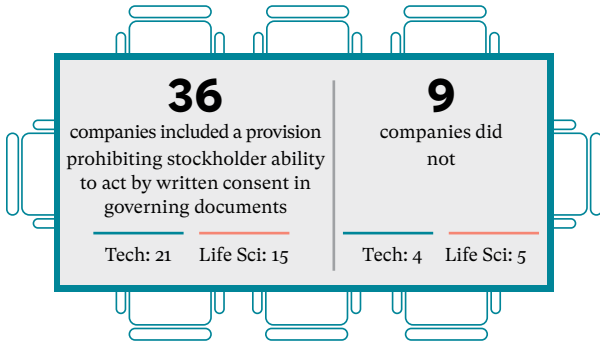 36
companies included a provision
prohibiting stockholder ability
to act by written consent in
governing documents
Tech: 21
Life Sci: 15
9
companies did
not
Tech: 4
Life Sci: 5